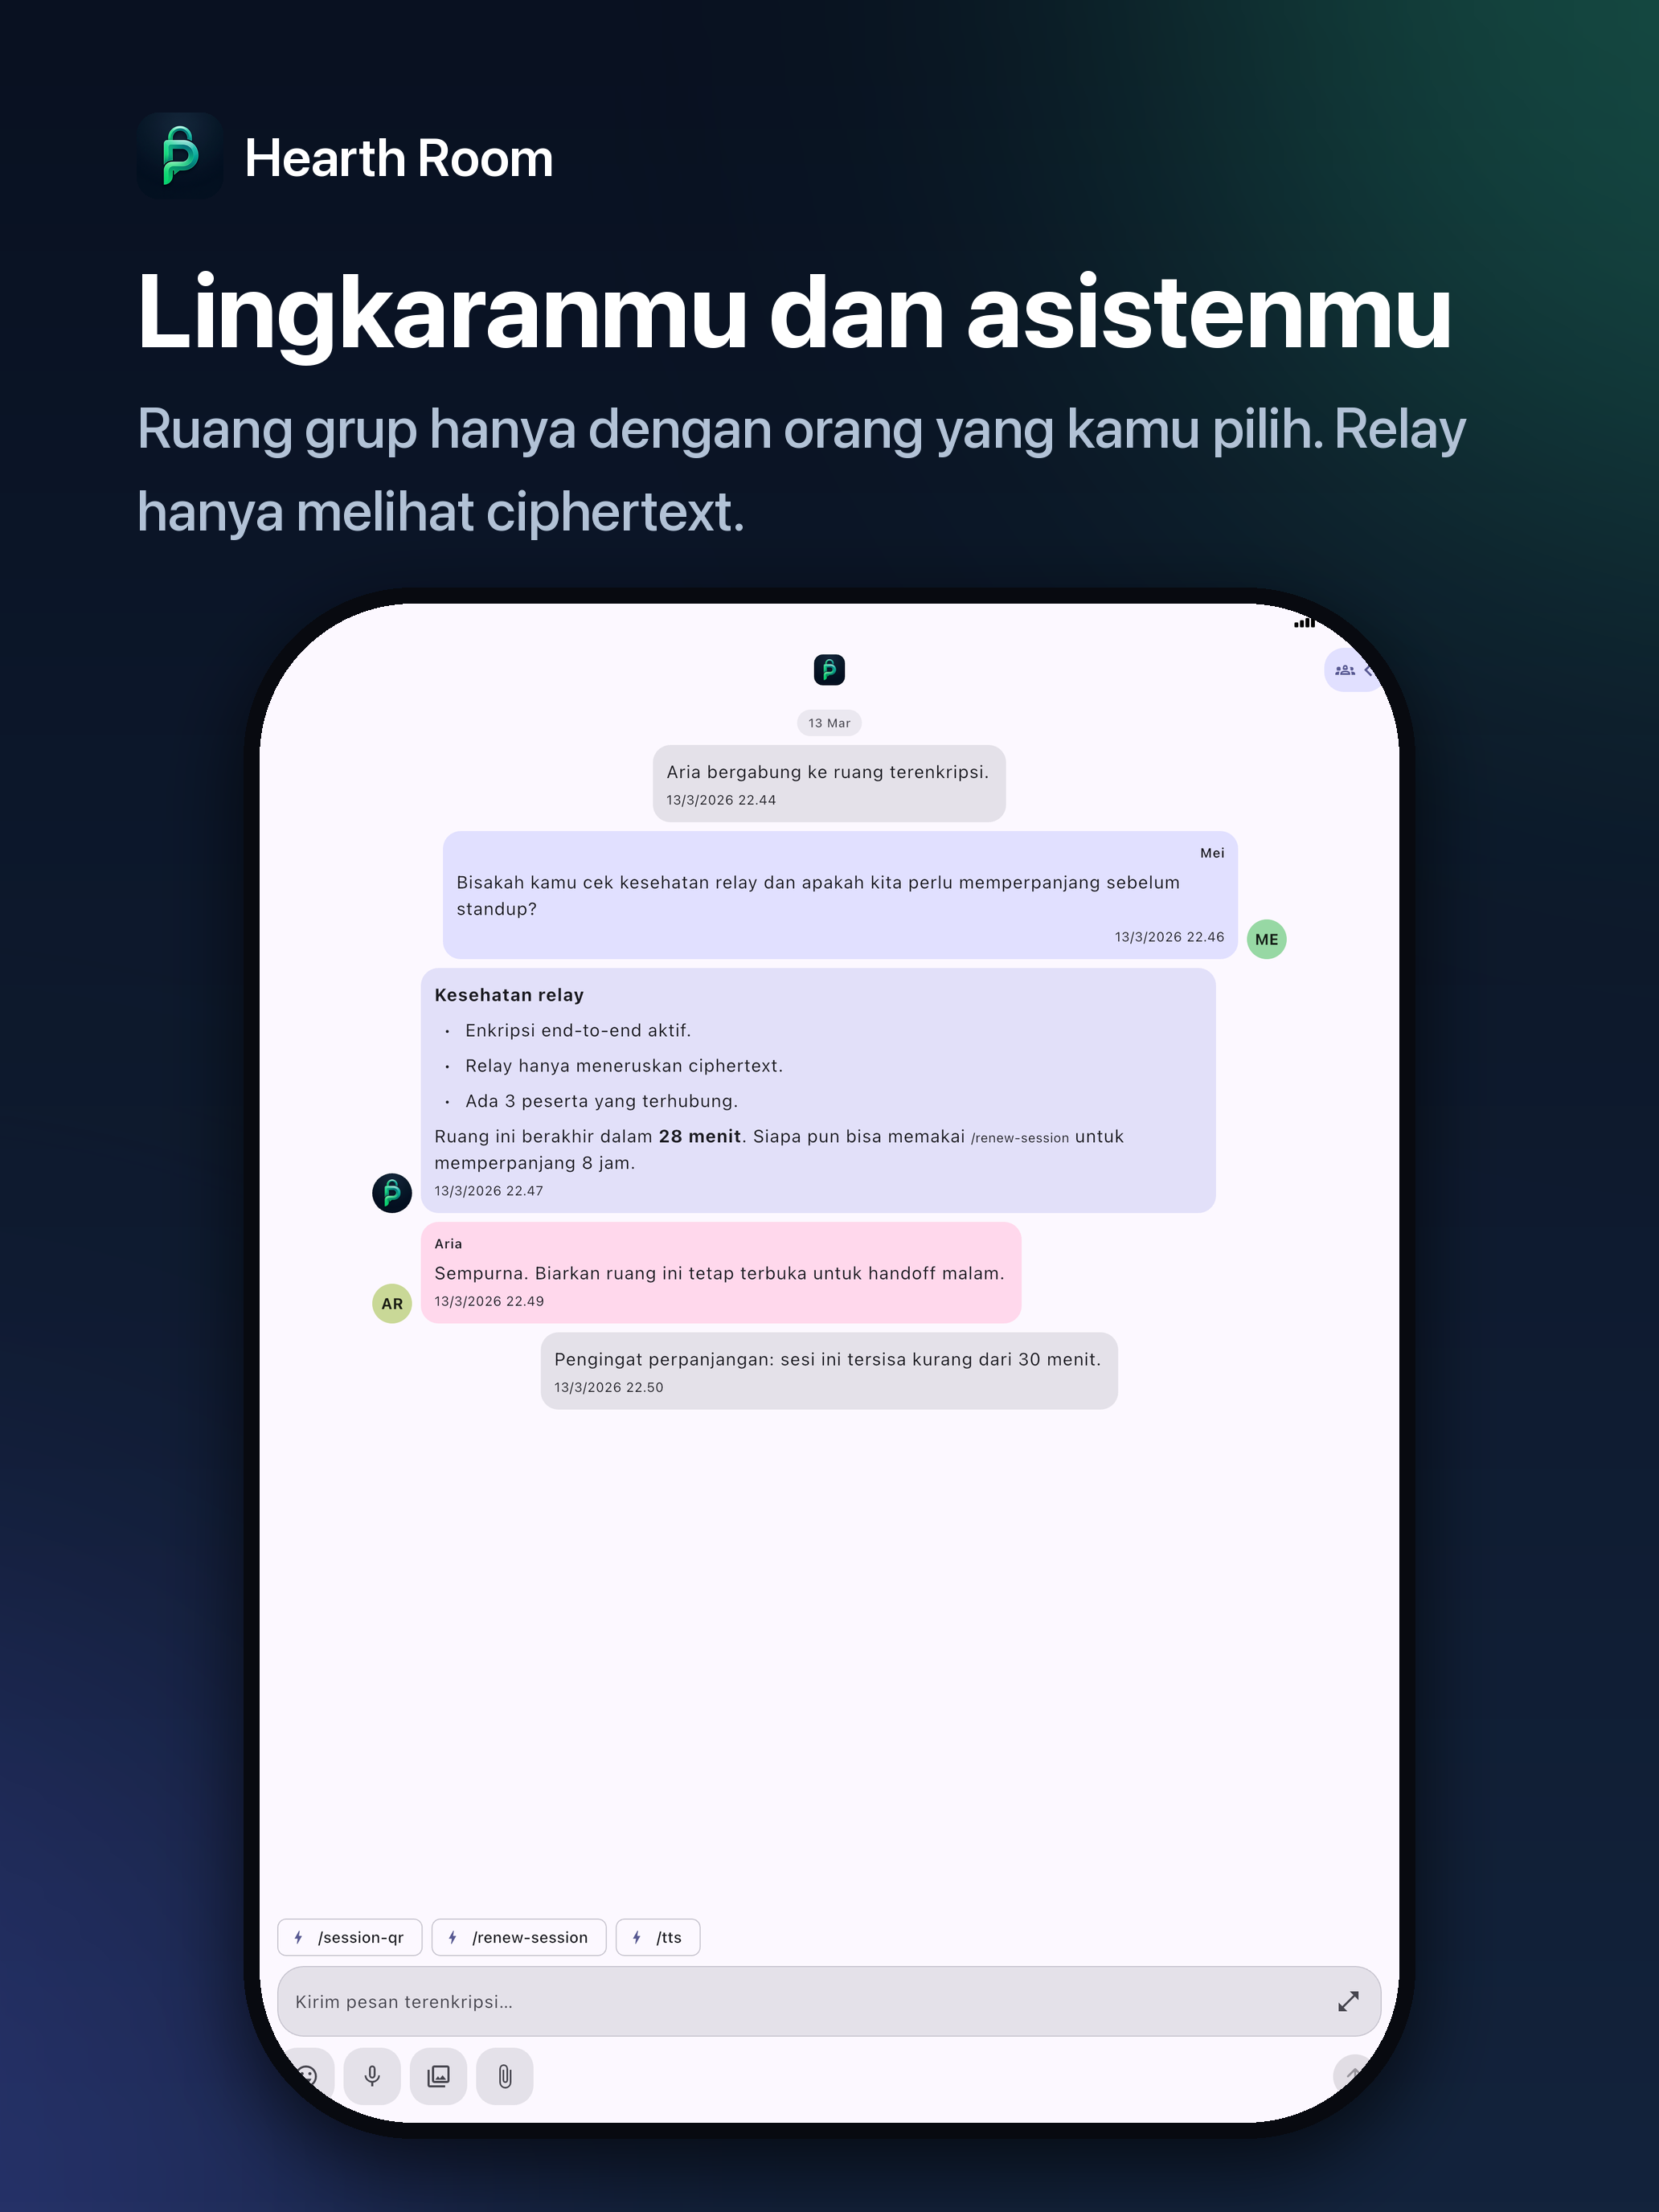 Hearth Room
Lingkaranmu dan asistenmu
Ruang grup hanya dengan orang yang kamu pilih. Relay
hanya melihat ciphertext.
13 Mar
Aria bergabung ke ruang terenkripsi.
13/3/2026 22.44
Mei
Bisakah kamu cek kesehatan relay dan apakah kita perlu memperpanjang sebelum
standup?
13/3/2026 22.46
ME
Kesehatan relay
• Enkripsi end-to-end aktif.
• Relay hanya meneruskan ciphertext.
• Ada 3 peserta yang terhubung.
Ruang ini berakhir dalam 28 menit. Siapa pun bisa memakai /renew-session untuk
memperpanjang 8 jam.
13/3/2026 22.47
Aria
Sempurna. Biarkan ruang ini tetap terbuka untuk handoff malam.
13/3/2026 22.49
AR
Pengingat perpanjangan: sesi ini tersisa kurang dari 30 menit.
13/3/2026 22.50
/session-qr /renew-session /tts
Kirim pesan terenkripsi...